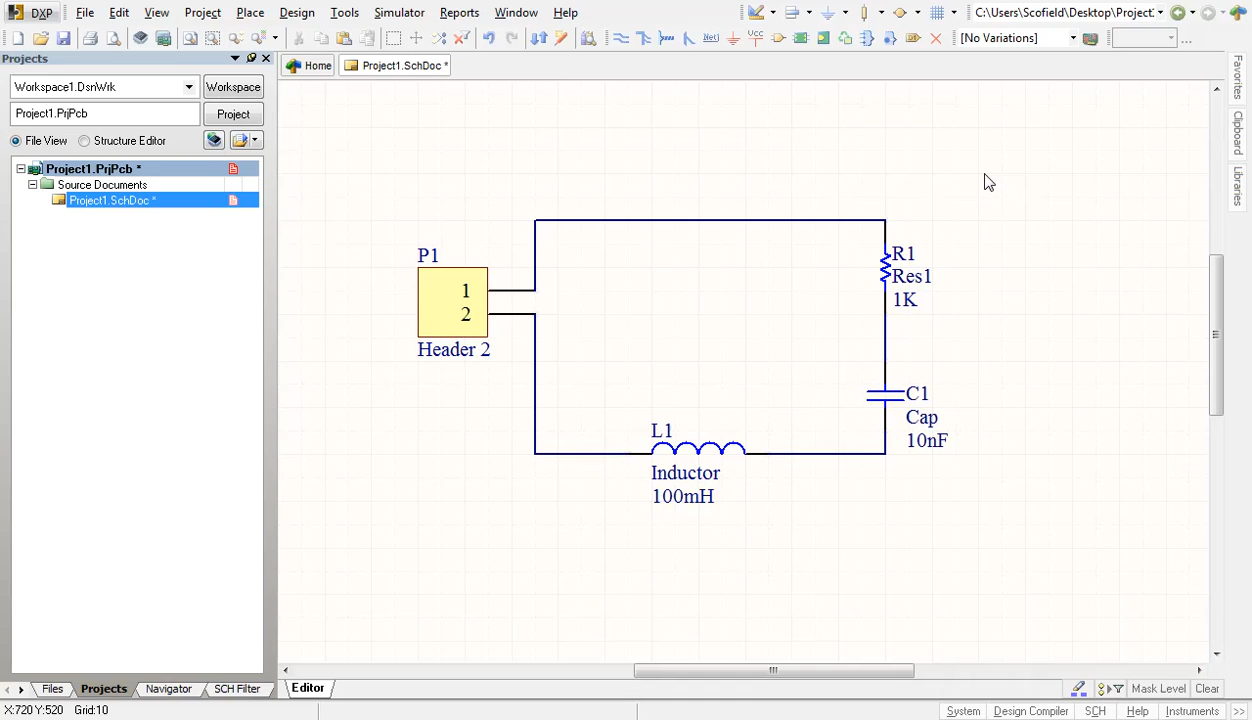 DXP File Edit View Project Place Design Tools Simulator Reports Window Help C:\Users\Scofield\Desktop\Project
Net) Vcc [No Variations] ...
Projects
Home Project1.SchDoc *
Workspace1.DsnWrk Workspace
Project1.PrjPcb Project
File View Structure Editor
Project1.PrjPcb *
Source Documents
Project1.SchDoc *
Favorites
Clipboard
Libraries
P1
1
2
Header 2
R1
Res1
1K
C1
Cap
10nF
L1
Inductor
100mH
Files Projects Navigator SCH Filter
Editor Mask Level Clear
X:720 Y:520 Grid:10 System Design Compiler SCH Help Instruments >>